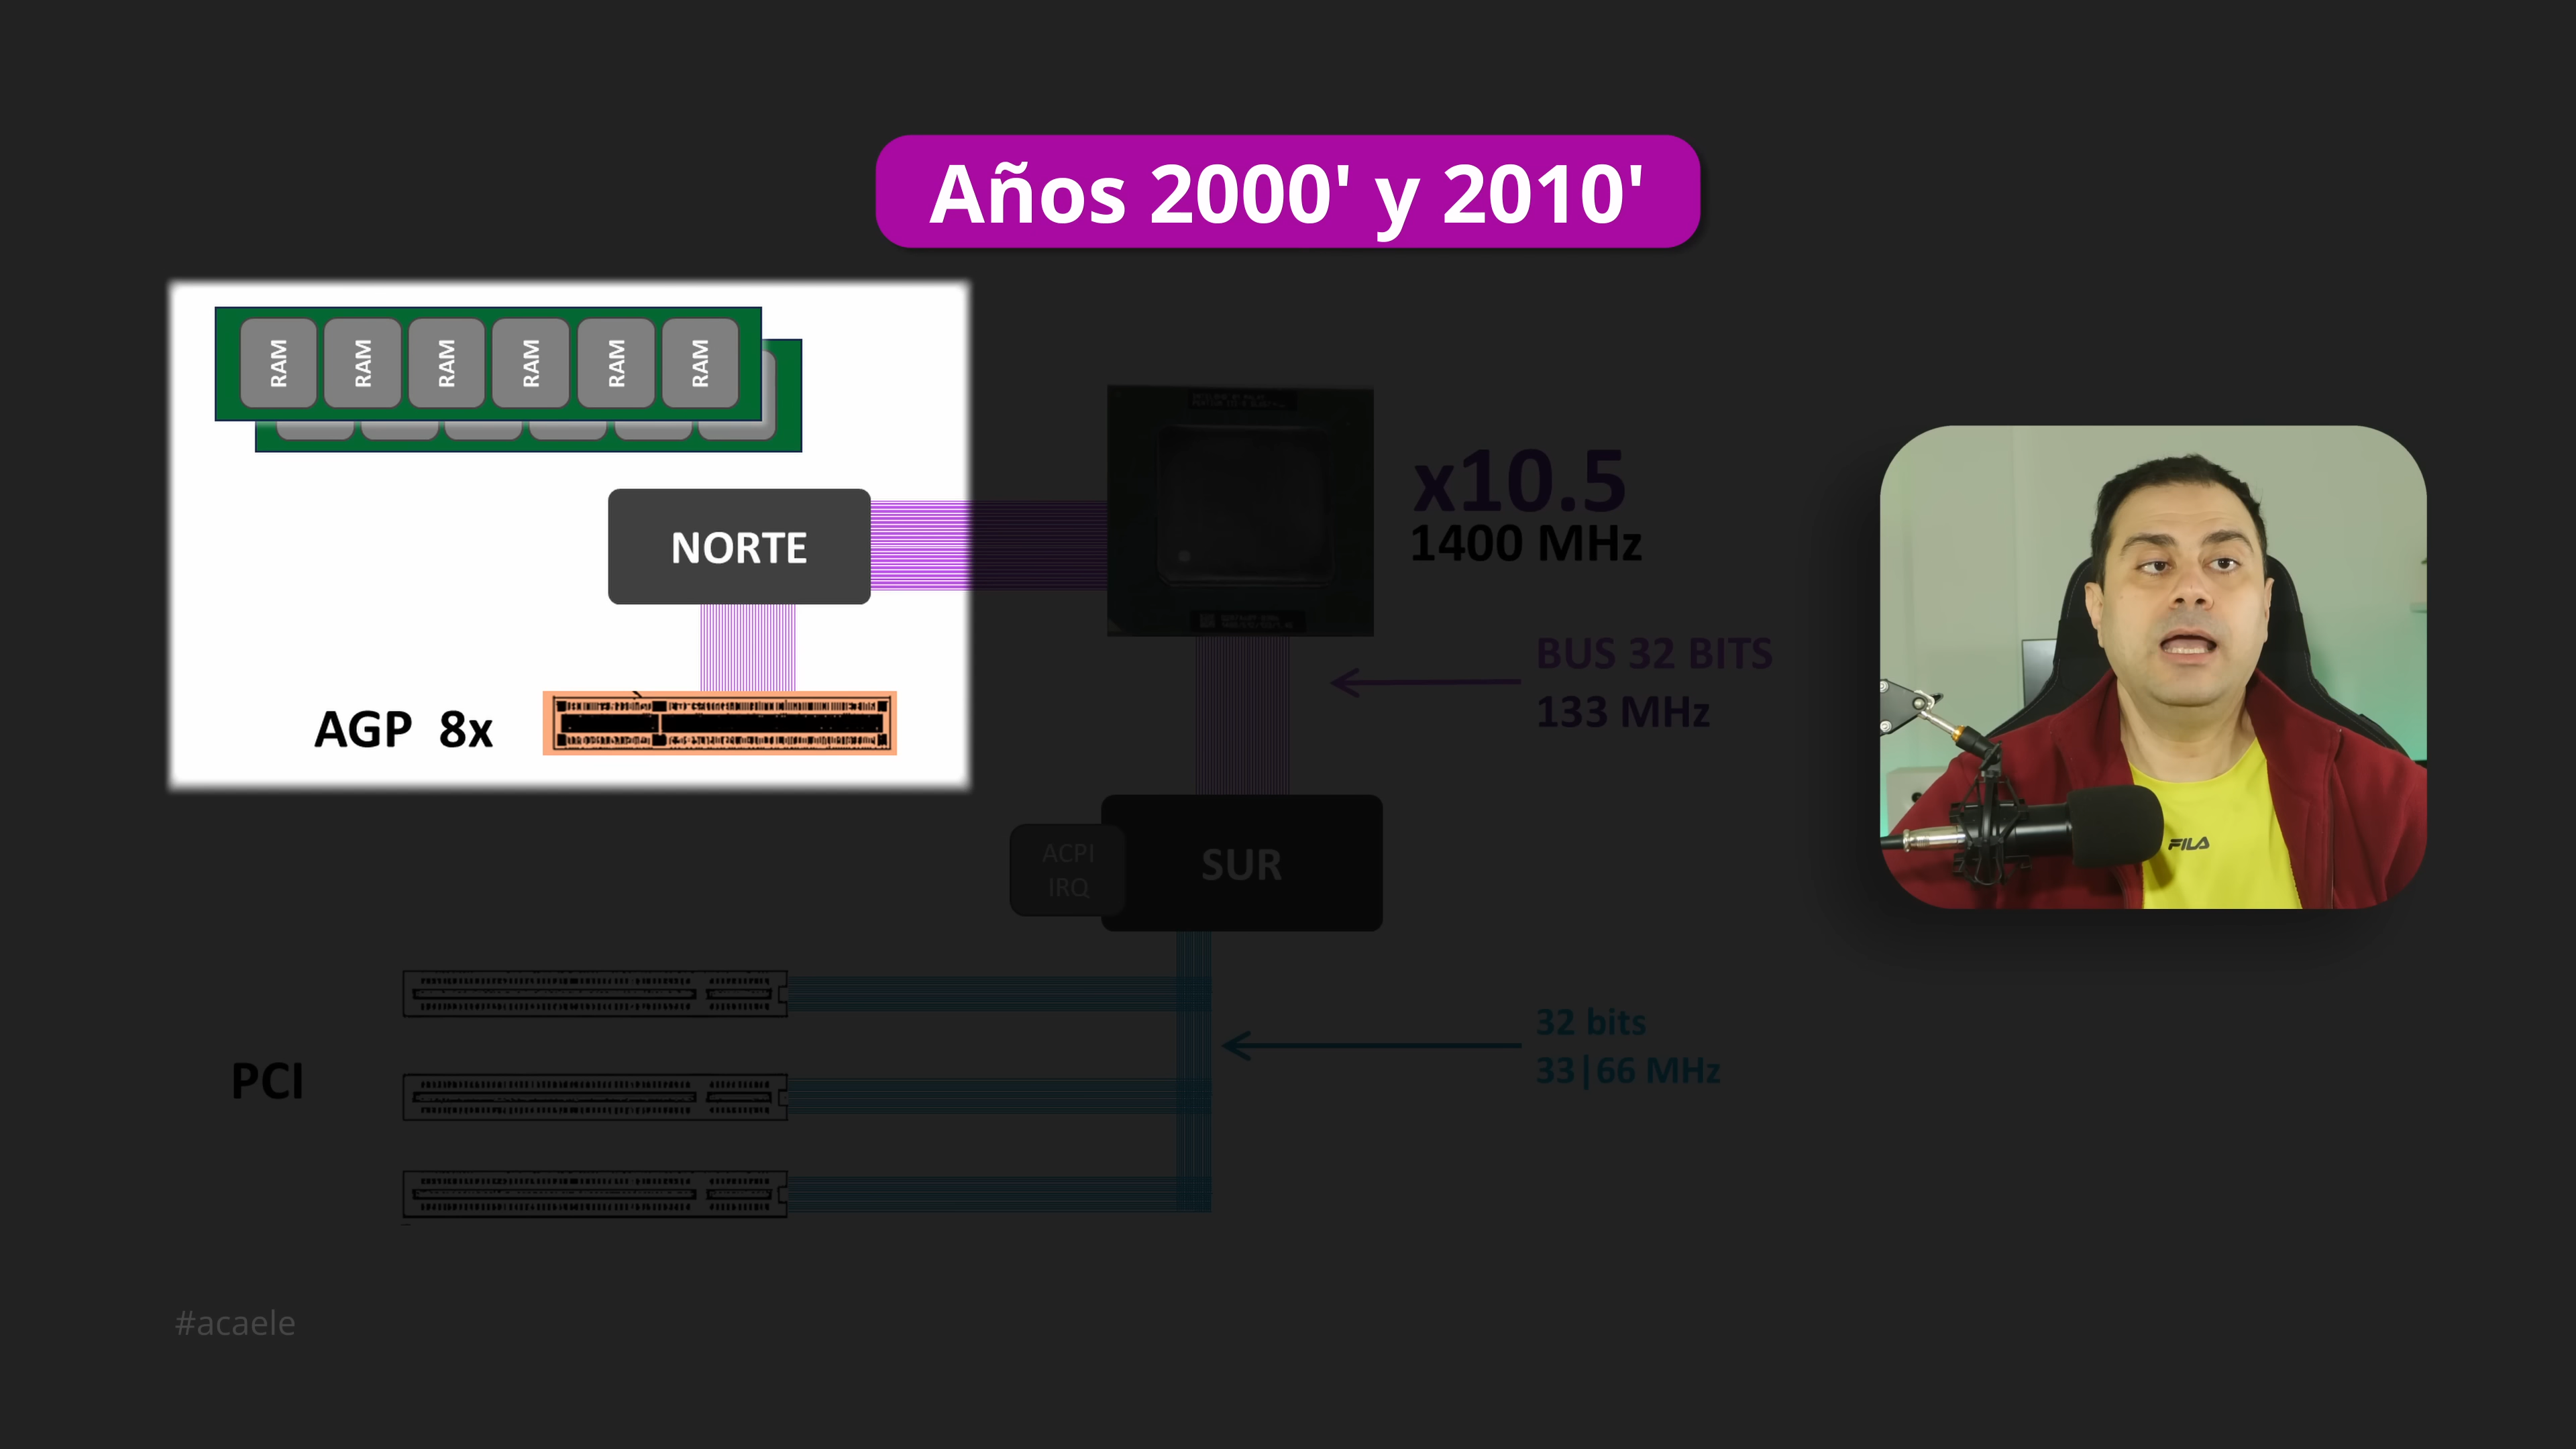 Años 2000' y 2010'
RAM RAM RAM RAM RAM RAM
NORTE
x10.5
1400 MHz
BUS 32 BITS
133 MHz
AGP 8x
ACPI
IRQ
SUR
FILA
32 bits
33|66 MHz
PCI
#acaele